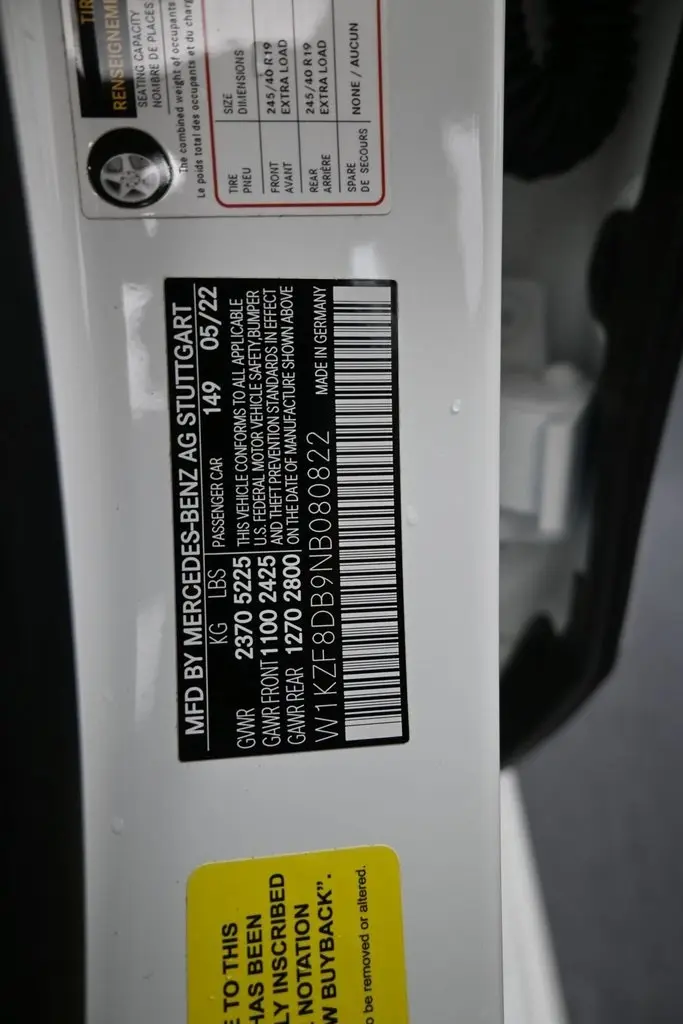 RENSEIGNEM
SEATING CAPACITY
NOMBRE DE PLACES
The combined weight of occupants
Le poids total des occupants et du charg
TIRE SIZE
PNEU DIMENSIONS
FRONT 245/40 R19
AVANT EXTRA LOAD
REAR 245/40 R19
ARRIÈRE EXTRA LOAD
SPARE NONE / AUCUN
DE SECOURS
MFD BY MERCEDES-BENZ AG STUTTGART
KG LBS PASSENGER CAR 149 05/22
GVWR 2370 5225
GAWR FRONT 1100 2425
GAWR REAR 1270 2800
THIS VEHICLE CONFORMS TO ALL APPLICABLE
U.S. FEDERAL MOTOR VEHICLE SAFETY,BUMPER
AND THEFT PREVENTION STANDARDS IN EFFECT
ON THE DATE OF MANUFACTURE SHOWN ABOVE
W1KZF8DB9NB080822 MADE IN GERMANY
E TO THIS
HAS BEEN
LY INSCRIBED
NOTATION
W BUYBACK".
o be removed or altered.